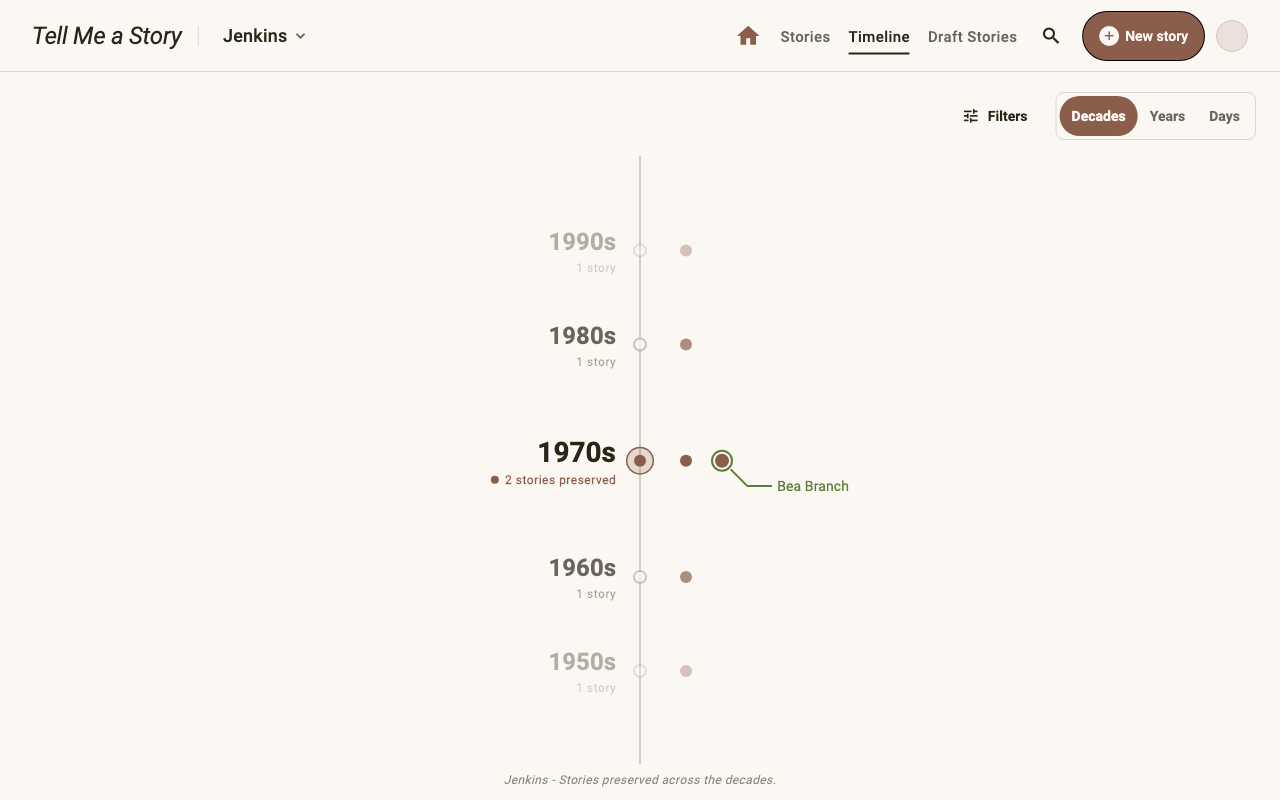 Tell Me a Story
Jenkins
Stories
Timeline
Draft Stories
New story
Filters
Decades
Years
Days
1990s
1 story
1980s
1 story
1970s
2 stories preserved
Bea Branch
1960s
1 story
1950s
1 story
Jenkins - Stories preserved across the decades.